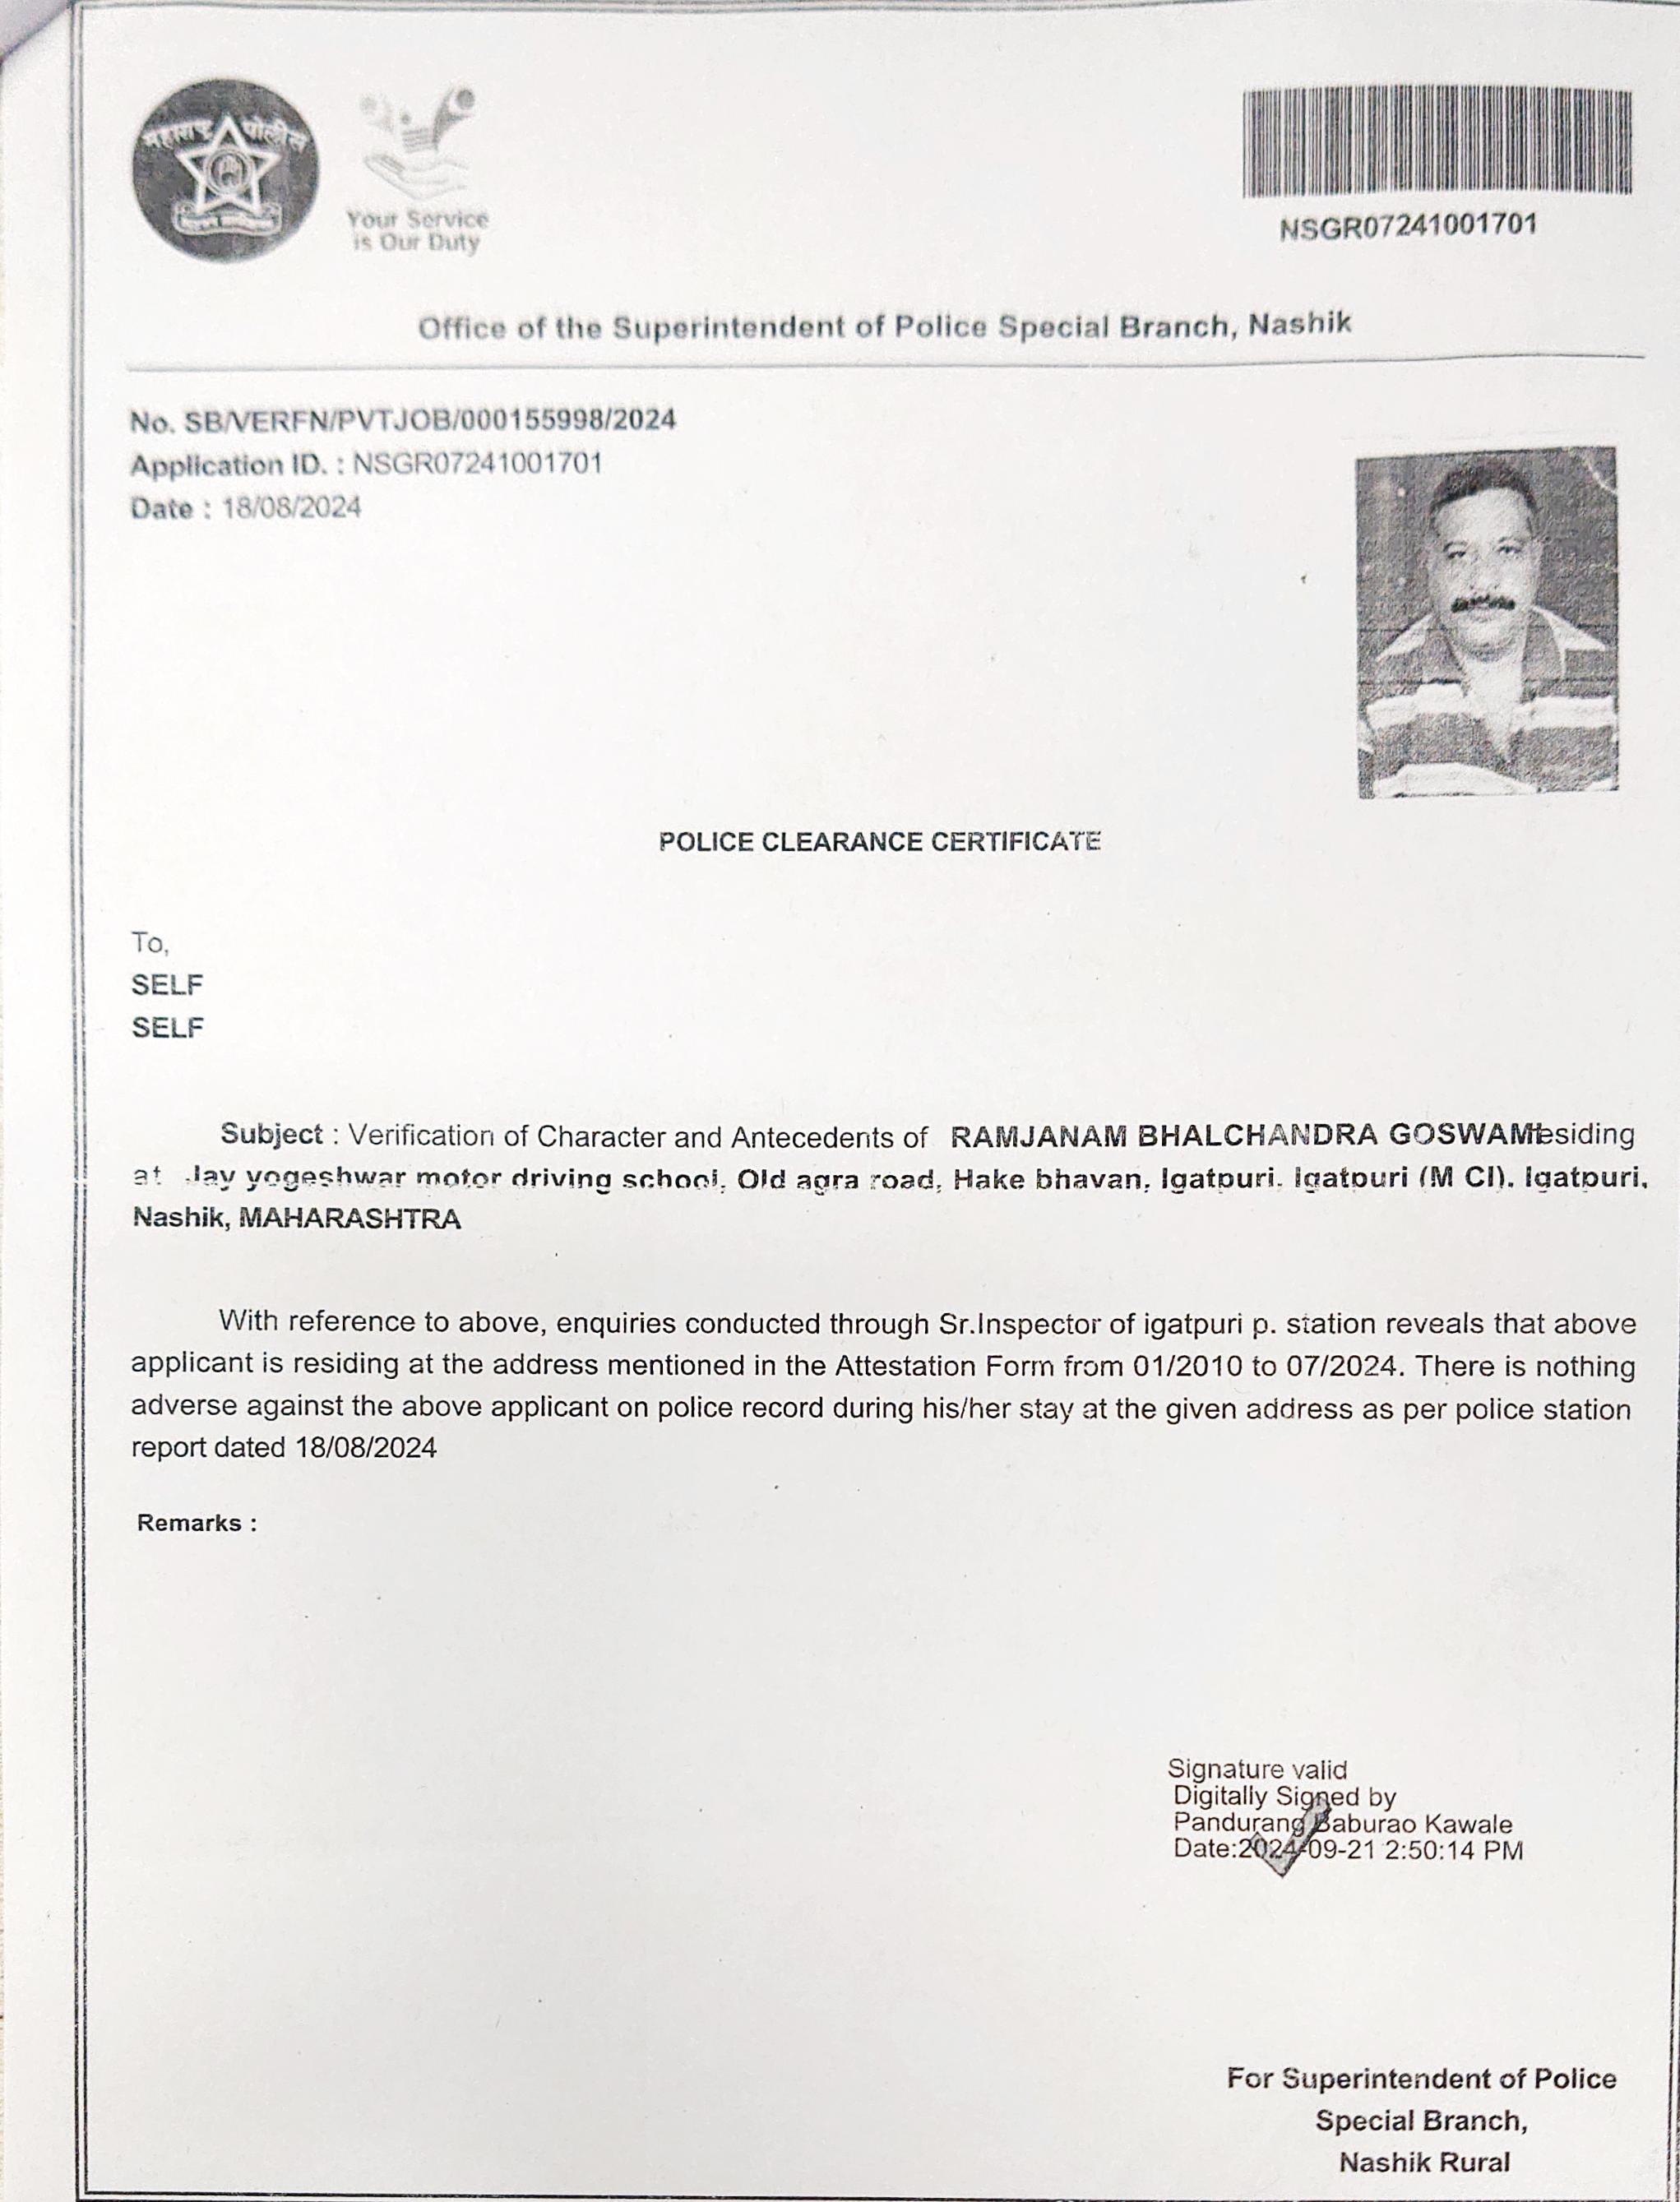 महाराष्ट्र पोलीस
Your Service
is Our Duty
NSGR07241001701
Office of the Superintendent of Police Special Branch, Nashik
No. SB/VERFN/PVTJOB/000155998/2024
Application ID. : NSGR07241001701
Date : 18/08/2024
POLICE CLEARANCE CERTIFICATE
To,
SELF
SELF
Subject : Verification of Character and Antecedents of RAMJANAM BHALCHANDRA GOSWAMI residing
at Jay yogeshwar motor driving school, Old agra road, Hake bhavan, Igatpuri, Igatpuri (M Cl), Igatpuri,
Nashik, MAHARASHTRA
With reference to above, enquiries conducted through Sr.Inspector of igatpuri p. station reveals that above
applicant is residing at the address mentioned in the Attestation Form from 01/2010 to 07/2024. There is nothing
adverse against the above applicant on police record during his/her stay at the given address as per police station
report dated 18/08/2024
Remarks :
Signature valid
Digitally Signed by
Pandurang Baburao Kawale
Date:2024-09-21 2:50:14 PM
For Superintendent of Police
Special Branch,
Nashik Rural